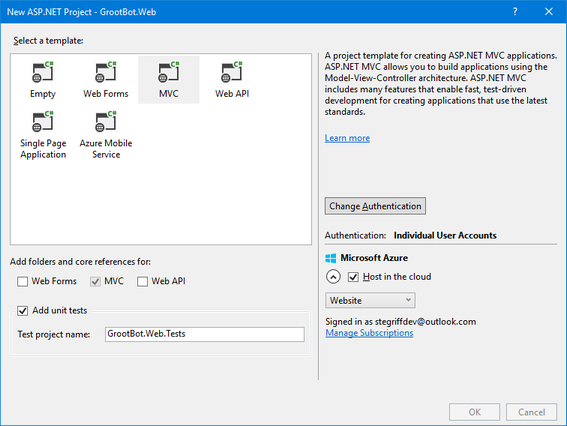 New ASP.NET Project - GrootBot.Web
? ×
Select a template:
C#
C#
C#
C#
Empty
Web Forms
MVC
Web API
C#
C#
Single Page
Application
Azure Mobile
Service
A project template for creating ASP.NET MVC applications.
ASP.NET MVC allows you to build applications using the
Model-View-Controller architecture. ASP.NET MVC
includes many features that enable fast, test-driven
development for creating applications that use the latest
standards.
Learn more
Change Authentication
Authentication: Individual User Accounts
Microsoft Azure
Host in the cloud
Website
Signed in as stegriffdev@outlook.com
Manage Subscriptions
Add folders and core references for:
Web Forms
MVC
Web API
Add unit tests
Test project name:
GrootBot.Web.Tests
OK
Cancel